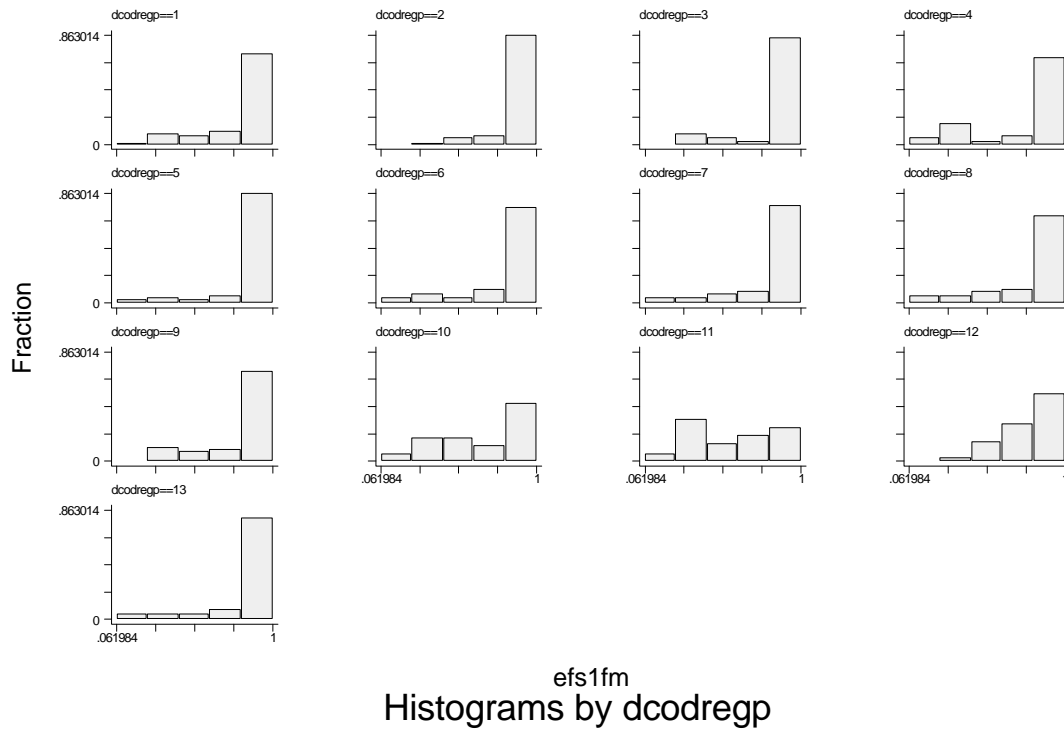 dcodregp==1
dcodregp==2
dcodregp==3
dcodregp==4
.863014
0
dcodregp==5
dcodregp==6
dcodregp==7
dcodregp==8
.863014
0
dcodregp==9
dcodregp==10
dcodregp==11
dcodregp==12
.863014
0
.061984 1
.061984 1
.061984 1
dcodregp==13
.863014
0
.061984 1
Fraction
efs1fm
Histograms by dcodregp